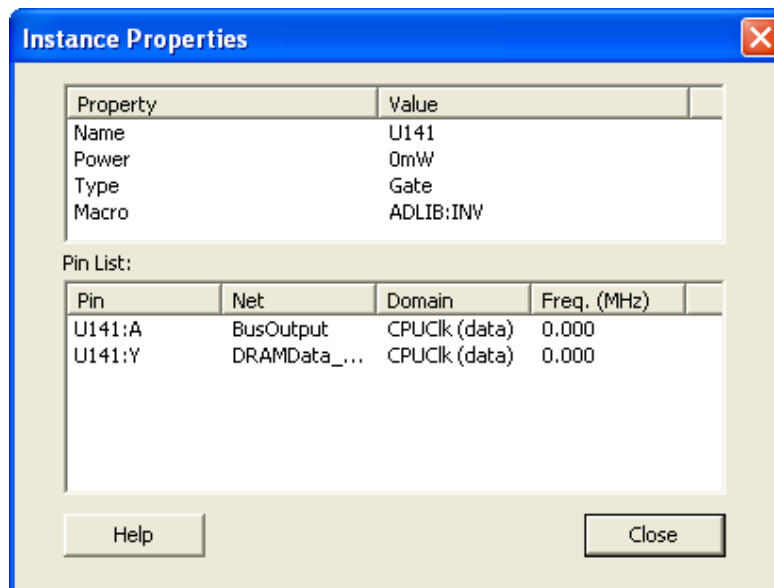 Instance Properties
Property Value
Name U141
Power 0mW
Type Gate
Macro ADLIB:INV
Pin List:
Pin Net Domain Freq. (MHz)
U141:A BusOutput CPUClk (data) 0.000
U141:Y DRAMData_... CPUClk (data) 0.000
Help Close